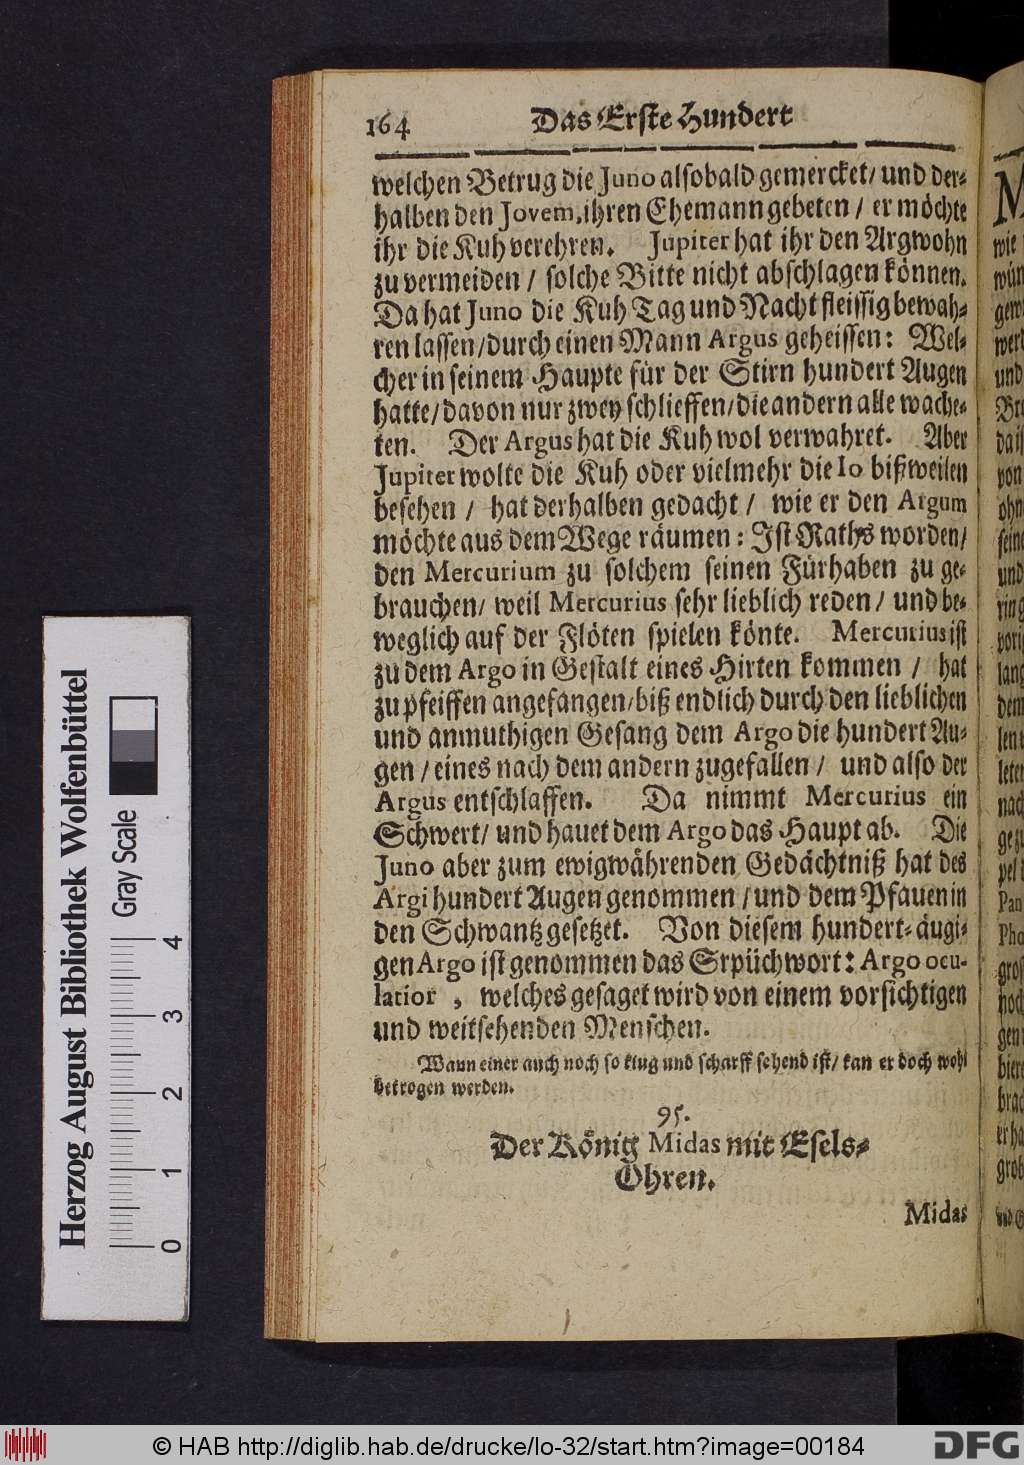 164 Das Erste Hundert
welchen Betrug die Juno alsobald gemercket/ und der-
halben den Jovem, ihren Ehemann gebeten / er möchte
ihr die Kuh verehren. Jupiter hat ihr den Argwohn
zu vermeiden / solche Bitte nicht abschlagen können.
Da hat Juno die Kuh Tag und Nacht fleissig bewah-
ren lassen/durch einen Mann Argus geheissen: Wel-
cher in seinem Haupte für der Stirn hundert Augen
hatte/davon nur zwey schlieffen/die andern alle wache-
ten. Der Argus hat die Kuh wol verwahret. Aber
Jupiter wolte die Kuh oder vielmehr die Io bißweilen
besehen / hat derhalben gedacht / wie er den Argum
möchte aus dem Wege räumen: Ist Raths worden/
den Mercurium zu solchem seinen Fürhaben zu ge-
brauchen/ weil Mercurius sehr lieblich reden / und be-
weglich auf der Flöten spielen könte. Mercurius ist
zu dem Argo in Gestalt eines Hirten kommen / hat
zu pfeiffen angefangen/biß endlich durch den lieblichen
und anmuthigen Gesang dem Argo die hundert Au-
gen / eines nach dem andern zugefallen / und also der
Argus entschlaffen. Da nimmt Mercurius ein
Schwert/ und hauet dem Argo das Haupt ab. Die
Juno aber zum ewigwährenden Gedächtniß hat des
Argi hundert Augen genommen / und dem Pfauen in
den Schwantz gesetzet. Von diesem hundert-äugi-
gen Argo ist genommen das Srpüchwort: Argo ocu-
latior , welches gesaget wird von einem vorsichtigen
und weitsehenden Menschen.
Wann einer auch noch so klug und scharff sehend ist/ kan er doch wohl
betrogen werden.
95.
Der König Midas mit Esels-
Ohren.
Midas
Herzog August Bibliothek Wolfenbüttel
Gray Scale
0 1 2 3 4
© HAB http://diglib.hab.de/drucke/lo-32/start.htm?image=00184
DFG